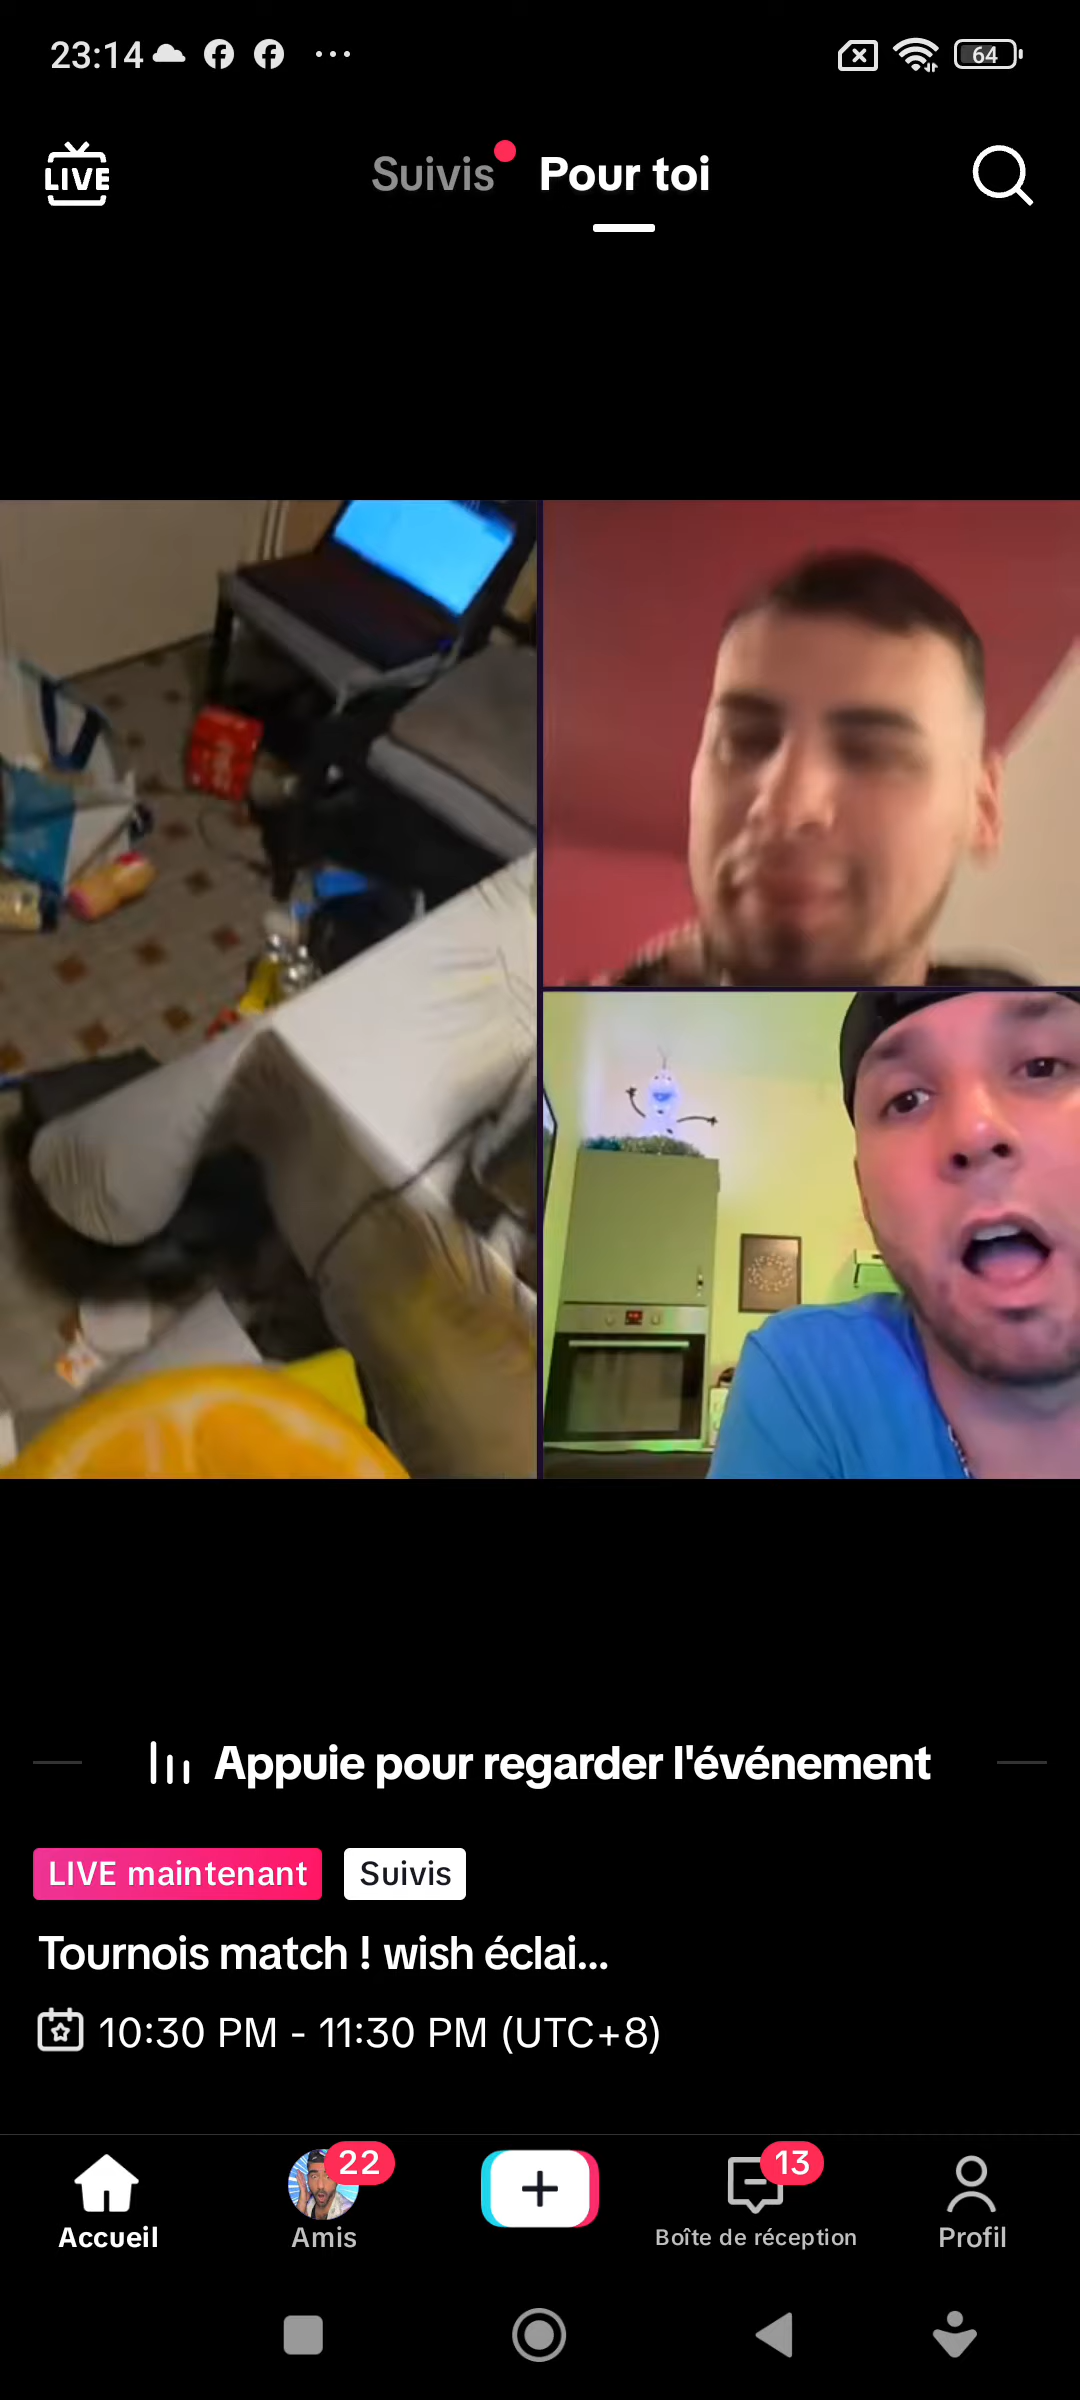 23:14 64
LIVE Suivis Pour toi
Appuie pour regarder l'événement
LIVE maintenant Suivis
Tournois match ! wish éclai...
10:30 PM - 11:30 PM (UTC+8)
22 13
Accueil Amis Boîte de réception Profil